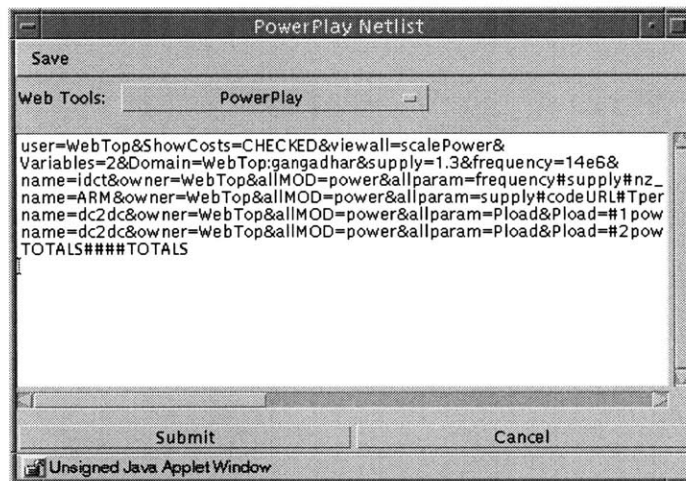 PowerPlay Netlist
Save
Web Tools: PowerPlay
user=WebTop&ShowCosts=CHECKED&viewall=scalePower&
Variables=2&Domain=WebTop:gangadhar&supply=1.3&frequency=14e6&
name=idct&owner=WebTop&allMOD=power&allparam=frequency#supply#nz_
name=ARM&owner=WebTop&allMOD=power&allparam=supply#codeURL#Tper
name=dc2dc&owner=WebTop&allMOD=power&allparam=Pload&Pload=#1pow
name=dc2dc&owner=WebTop&allMOD=power&allparam=Pload&Pload=#2pow
TOTALS####TOTALS
Submit Cancel
Unsigned Java Applet Window